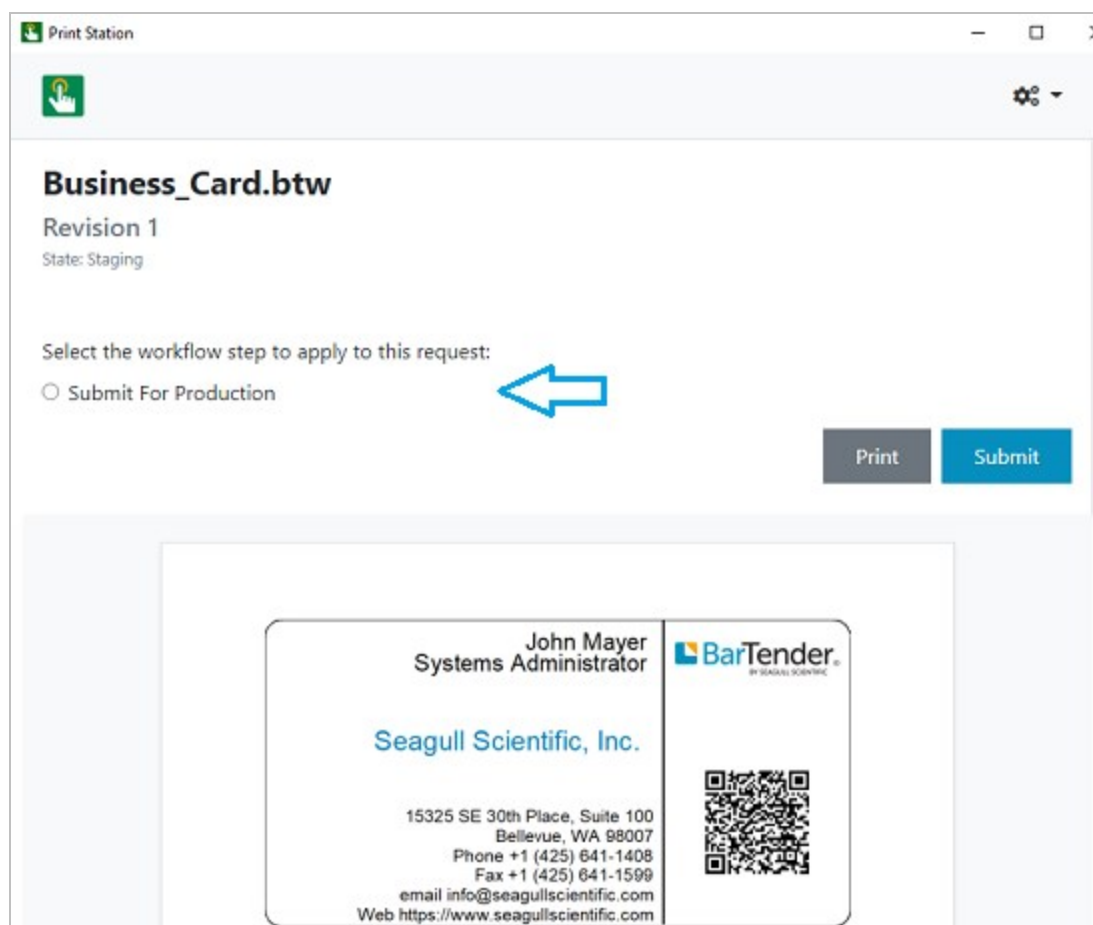 Print Station
Business_Card.btw
Revision 1
State: Staging
Select the workflow step to apply to this request:
Submit For Production
Print
Submit
John Mayer
Systems Administrator
BarTender®
BY SEAGULL SCIENTIFIC
Seagull Scientific, Inc.
15325 SE 30th Place, Suite 100
Bellevue, WA 98007
Phone +1 (425) 641-1408
Fax +1 (425) 641-1599
email info@seagullscientific.com
Web https://www.seagullscientific.com